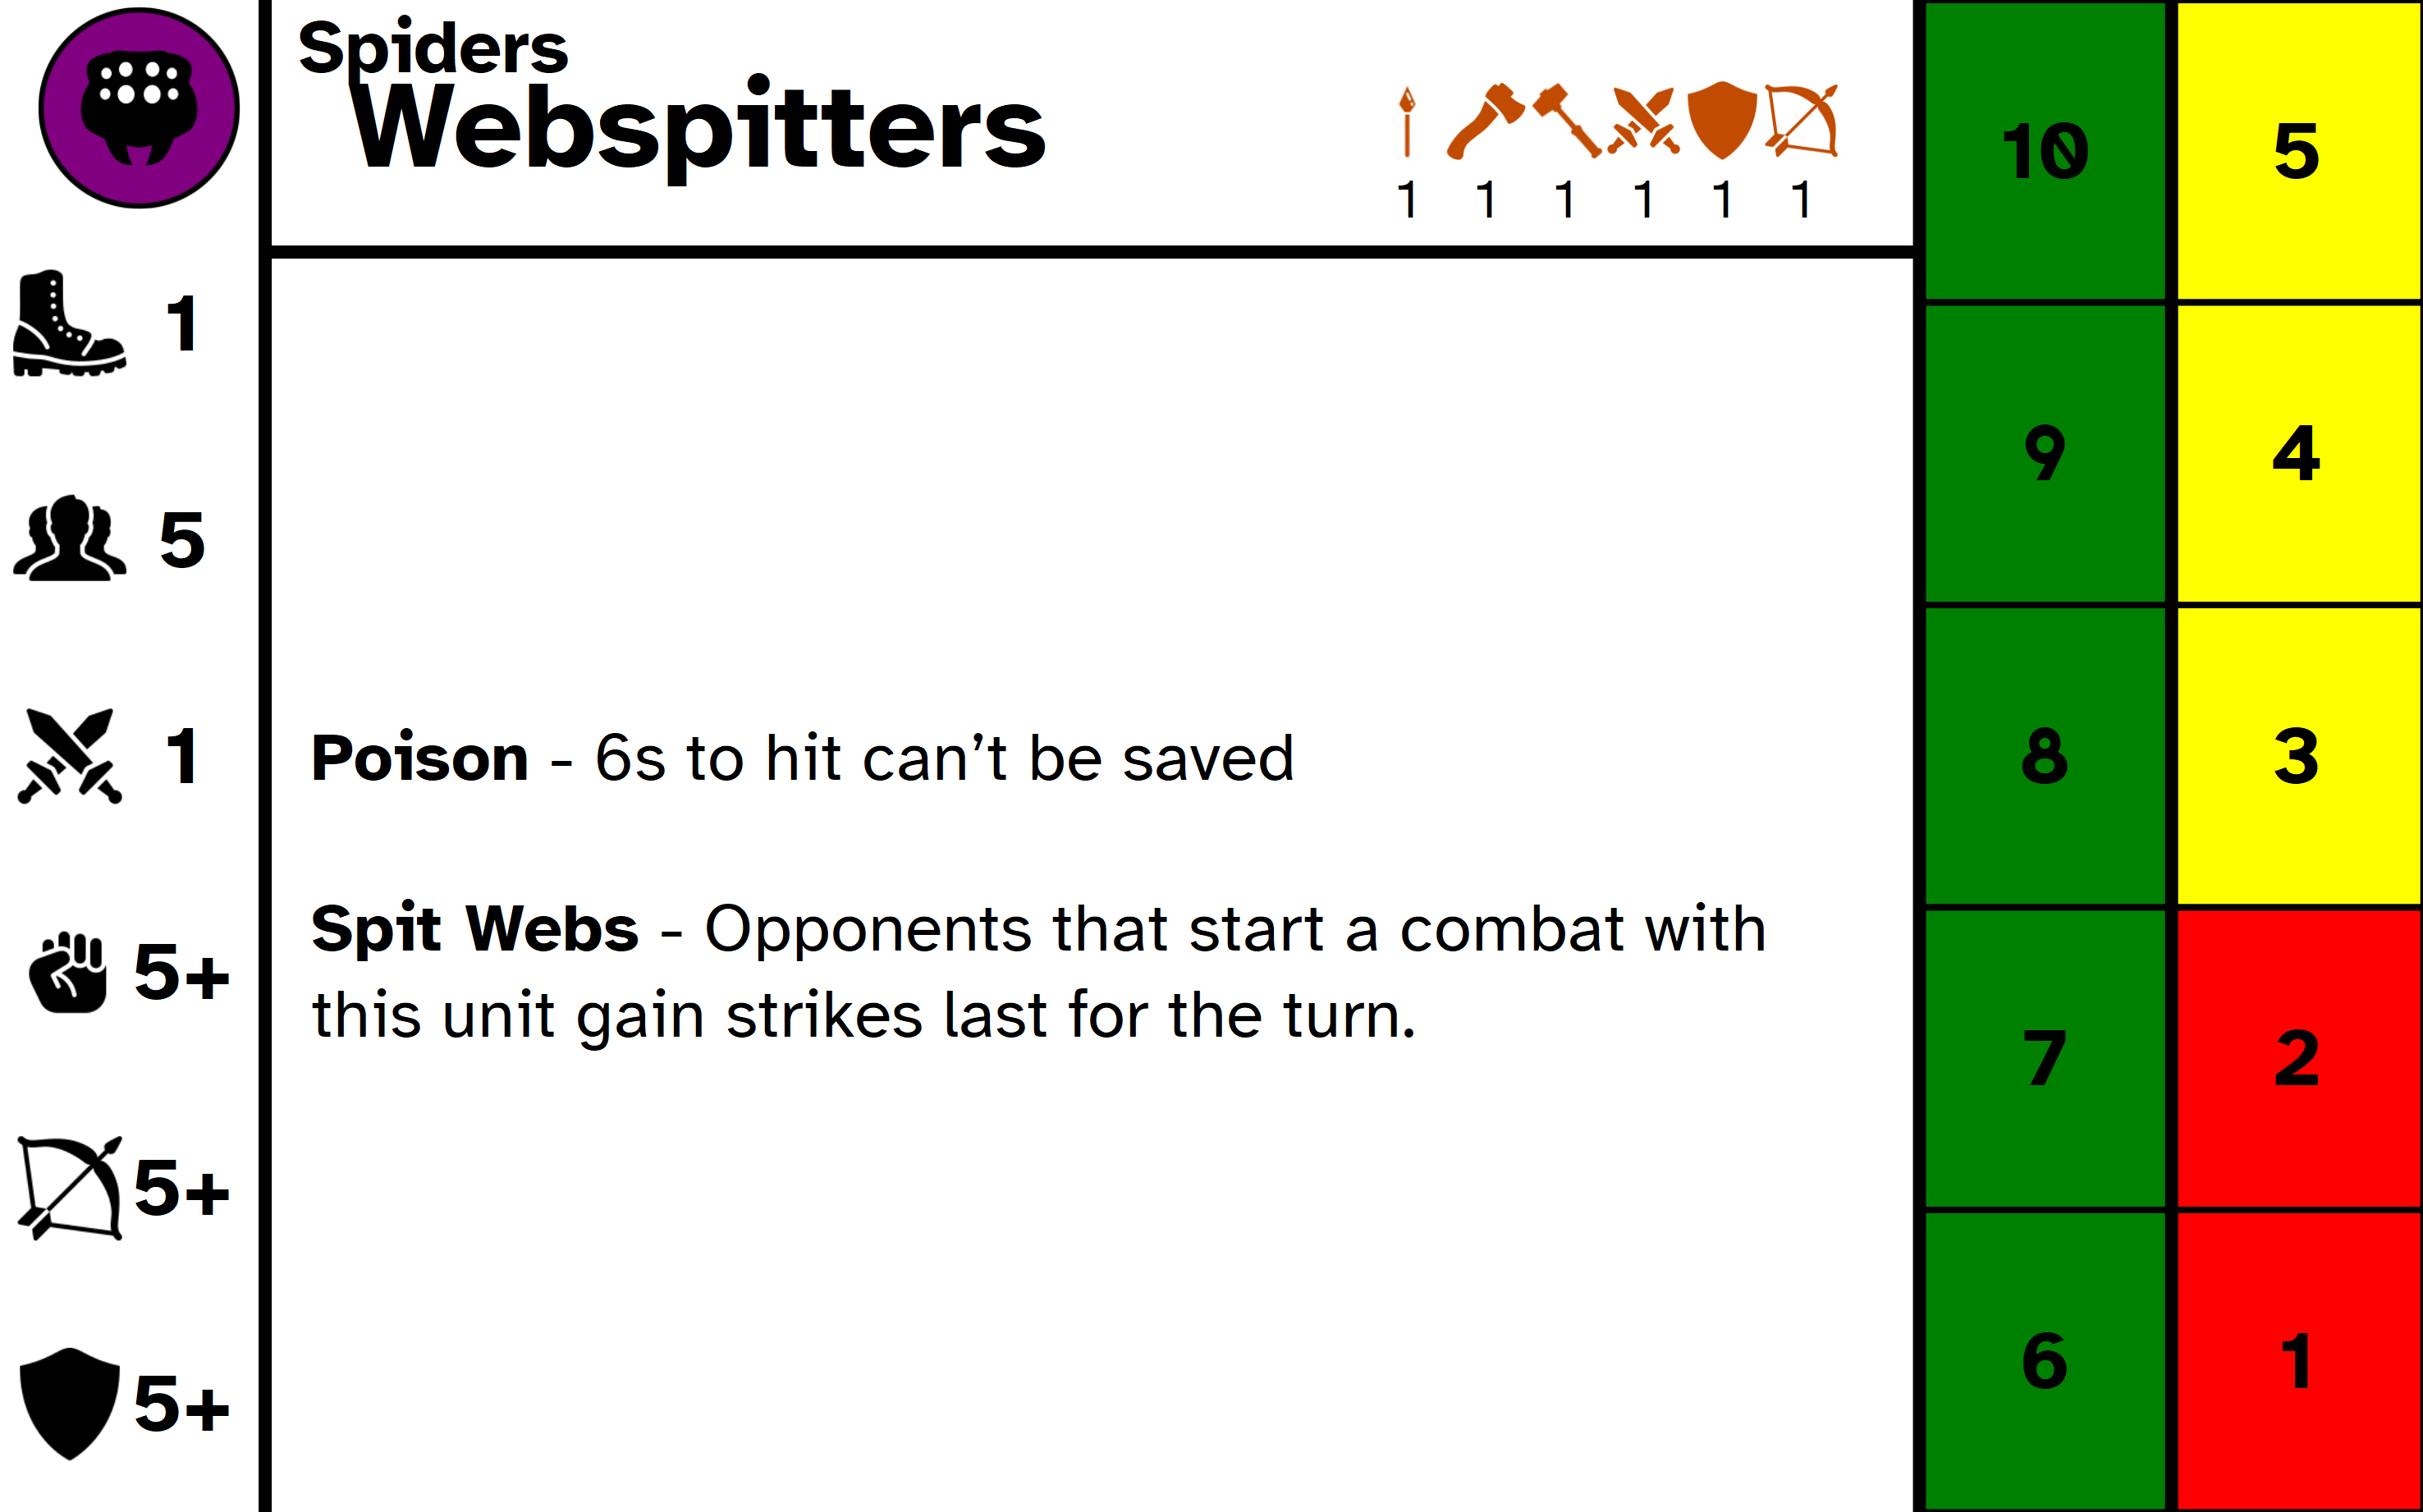 Spiders
Webspitters
1 1 1 1 1 1
1
5
1
5+
5+
5+
Poison - 6s to hit can’t be saved
Spit Webs - Opponents that start a combat with
this unit gain strikes last for the turn.
10 5
9 4
8 3
7 2
6 1